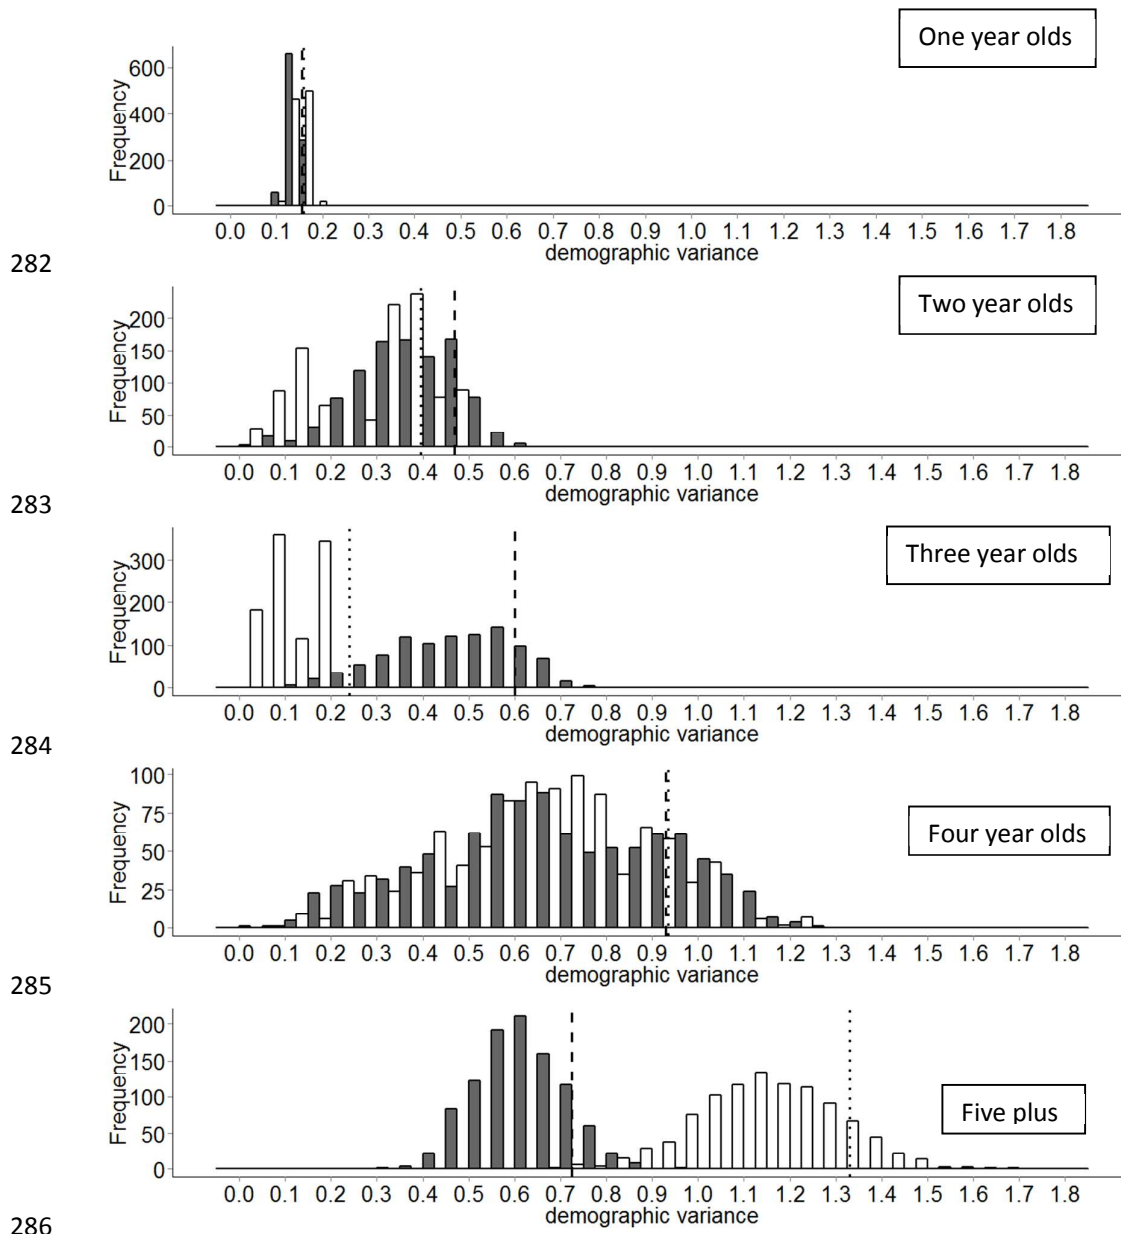 One year olds
Frequency
600
400
200
0
0.0 0.1 0.2 0.3 0.4 0.5 0.6 0.7 0.8 0.9 1.0 1.1 1.2 1.3 1.4 1.5 1.6 1.7 1.8
demographic variance
282
Two year olds
Frequency
200
150
100
50
0
0.0 0.1 0.2 0.3 0.4 0.5 0.6 0.7 0.8 0.9 1.0 1.1 1.2 1.3 1.4 1.5 1.6 1.7 1.8
demographic variance
283
Three year olds
Frequency
300
200
100
0
0.0 0.1 0.2 0.3 0.4 0.5 0.6 0.7 0.8 0.9 1.0 1.1 1.2 1.3 1.4 1.5 1.6 1.7 1.8
demographic variance
284
Four year olds
Frequency
100
75
50
25
0
0.0 0.1 0.2 0.3 0.4 0.5 0.6 0.7 0.8 0.9 1.0 1.1 1.2 1.3 1.4 1.5 1.6 1.7 1.8
demographic variance
285
Five plus
Frequency
200
150
100
50
0
0.0 0.1 0.2 0.3 0.4 0.5 0.6 0.7 0.8 0.9 1.0 1.1 1.2 1.3 1.4 1.5 1.6 1.7 1.8
demographic variance
286